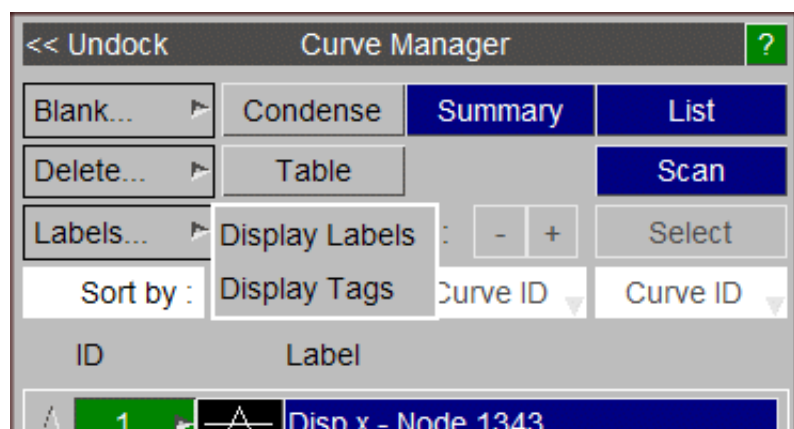 << Undock Curve Manager ?
Blank... Condense Summary List
Delete... Table Scan
Labels... Display Labels : - + Select
Sort by : Display Tags Curve ID Curve ID
ID Label
1 Disp x - Node 1343